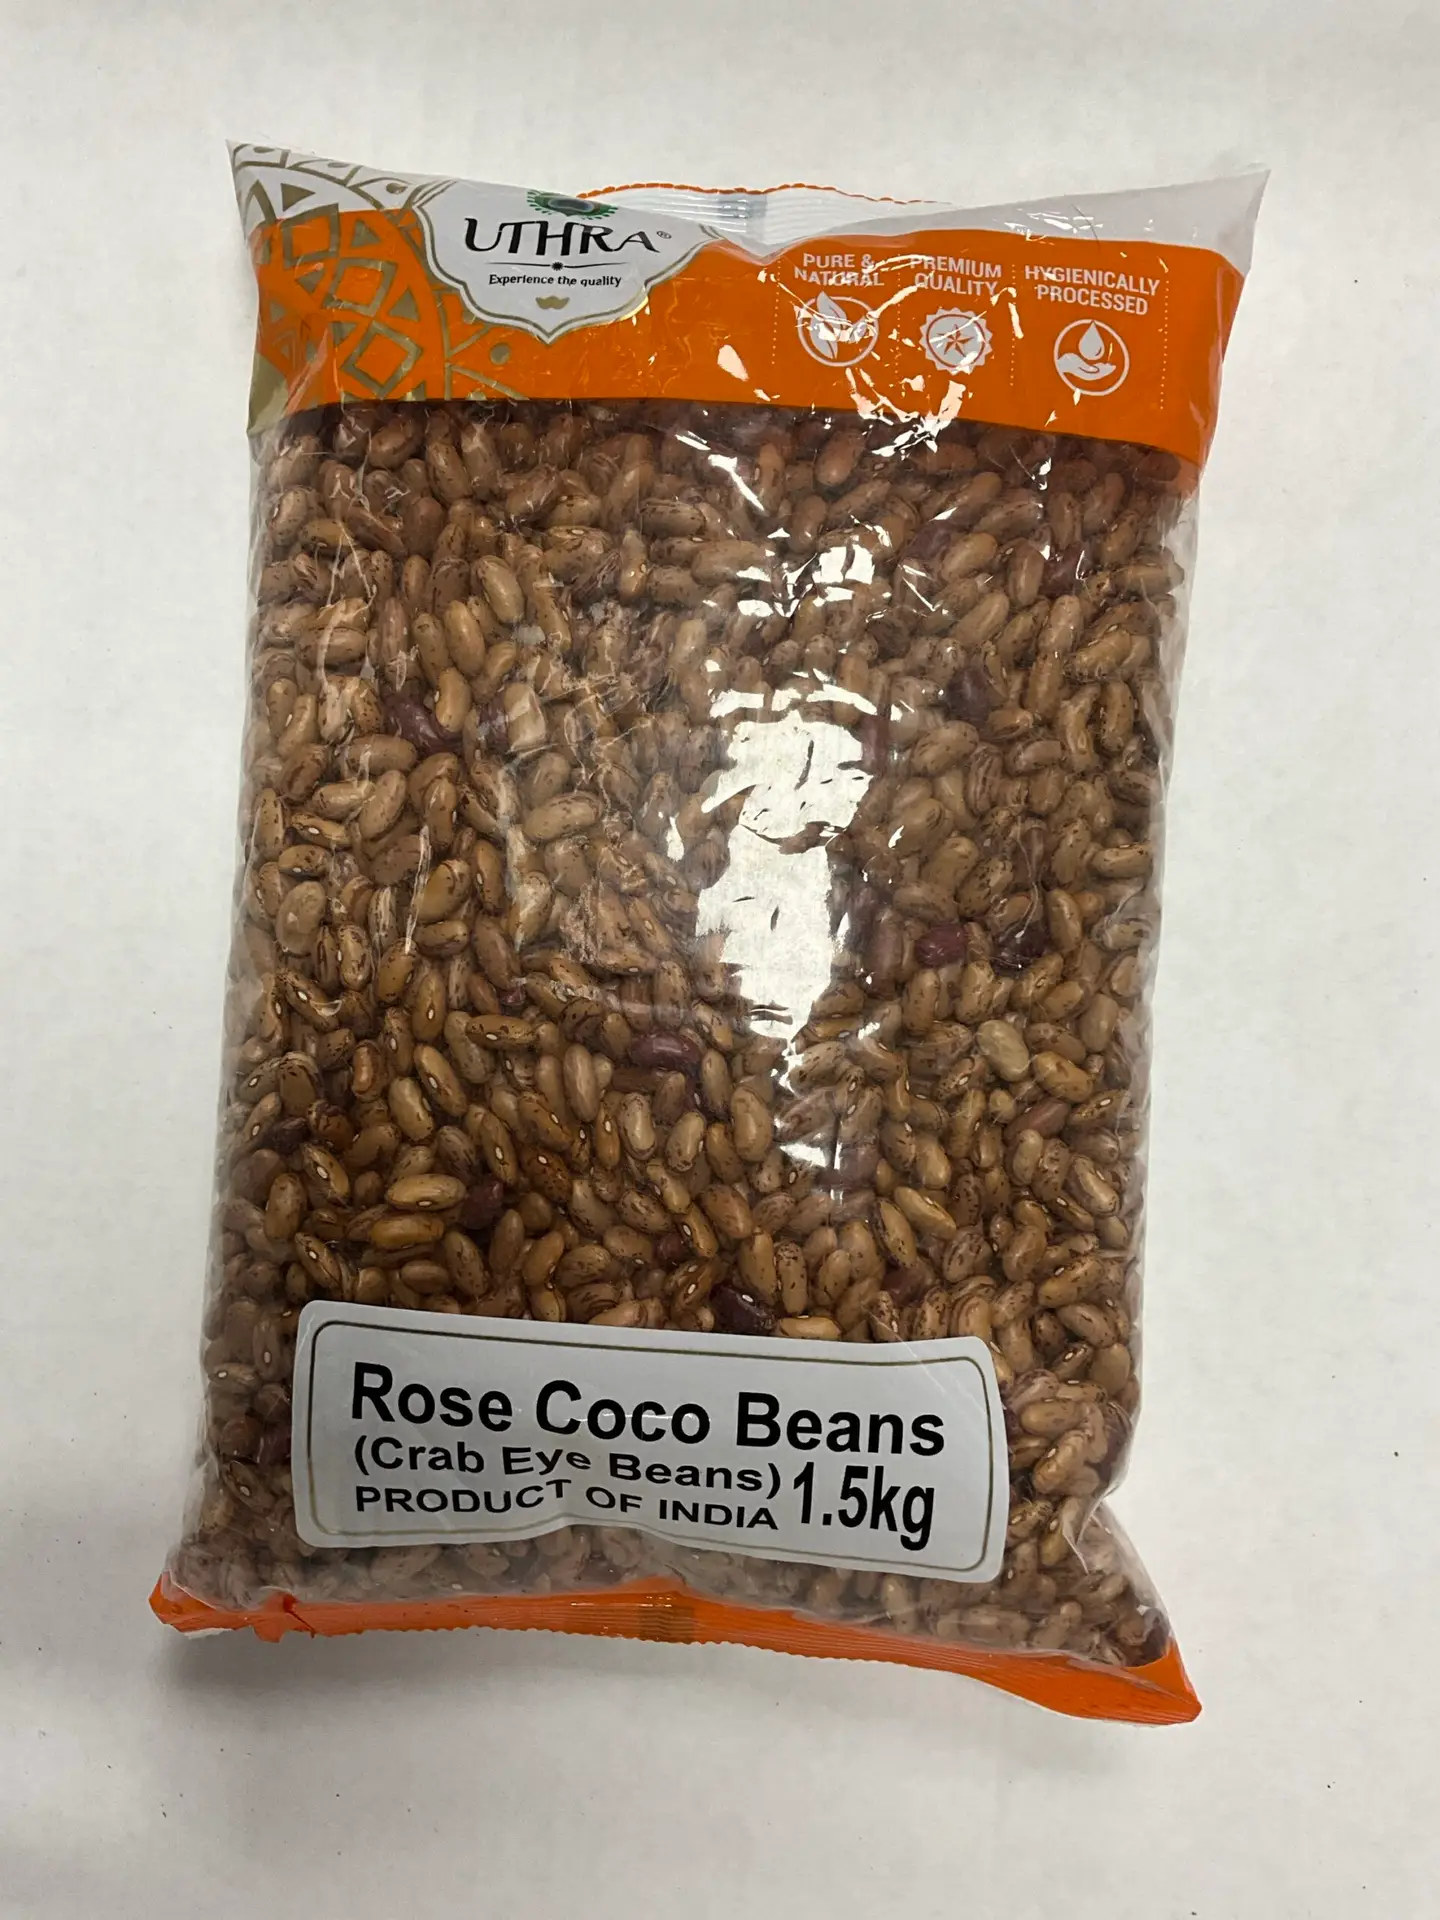 UTHRA®
Experience the quality
PURE &
NATURAL
PREMIUM
QUALITY
HYGIENICALLY
PROCESSED
Rose Coco Beans
(Crab Eye Beans) 1.5kg
PRODUCT OF INDIA